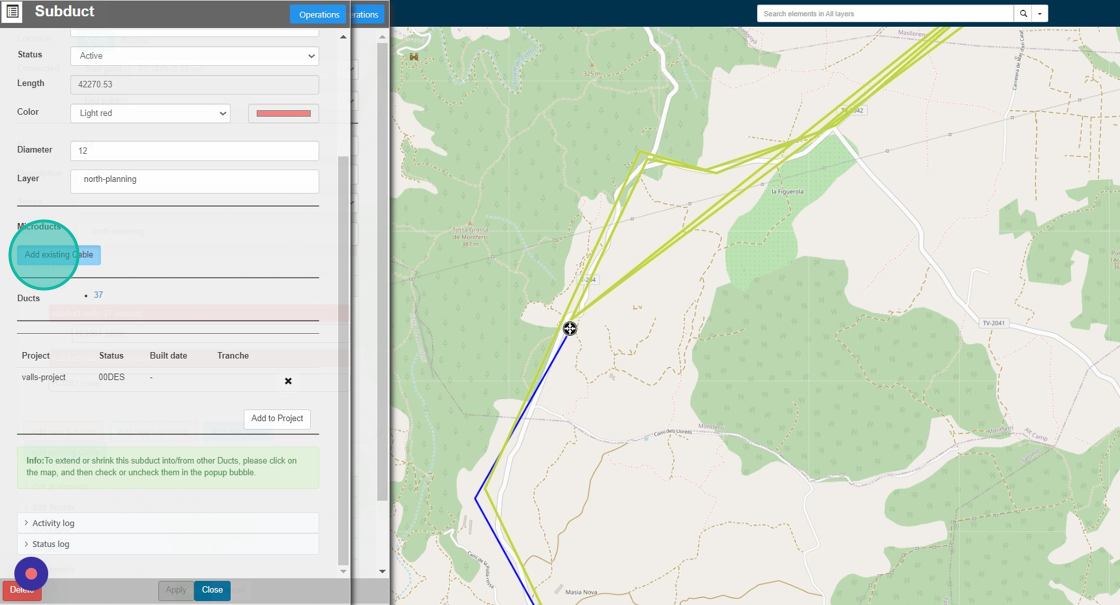 Subduct
Operations
erations
Search elements in All layers
Status
Active
Length
42270.53
Color
Light red
Diameter
12
Layer
north-planning
Microducts
Add existing Cable
Ducts
37
Project Status Built date Tranche
valls-project 00DES -
Add to Project
Info:To extend or shrink this subduct into/from other Ducts, please click on
the map, and then check or uncheck them in the popup bubble.
Activity log
Status log
Delete
Apply
Close
Masllorenç
la Figuerola
TV-2041
Masia Nova
Alt Camp